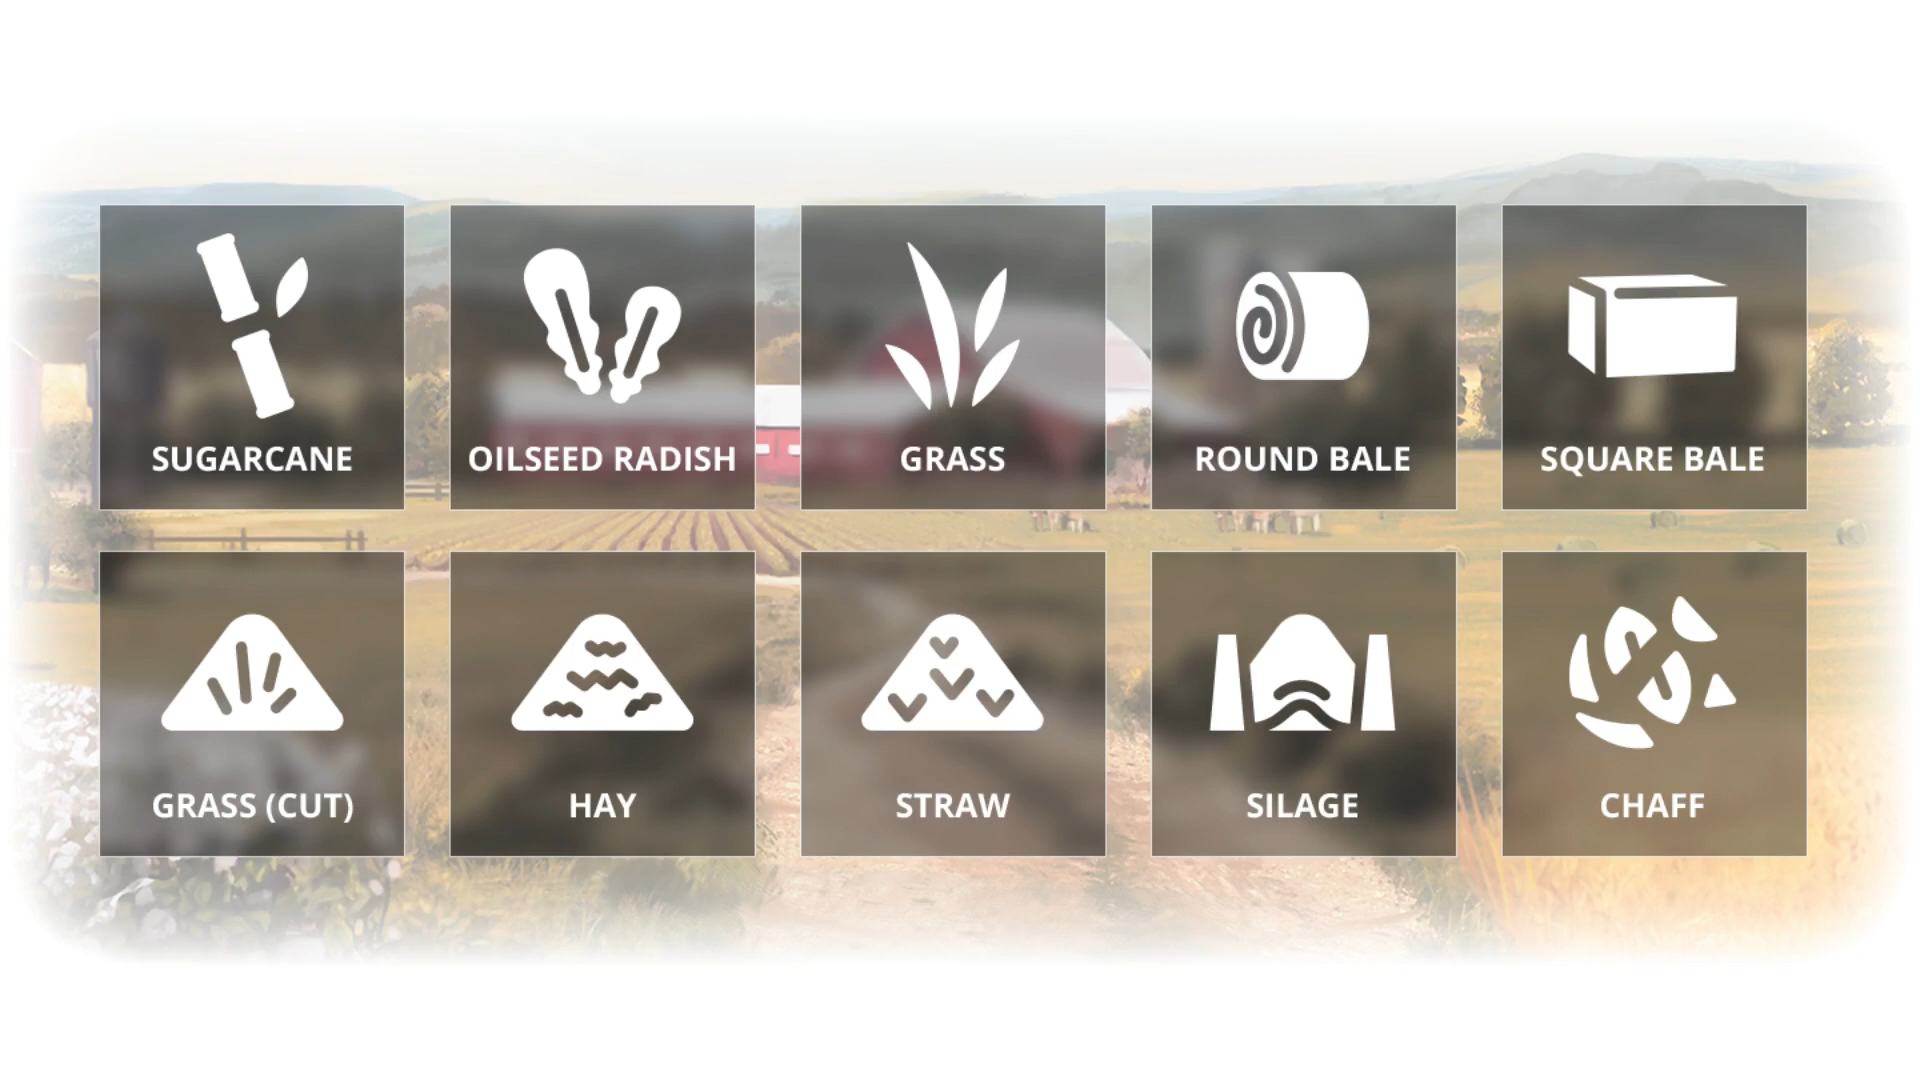 SUGARCANE
OILSEED RADISH
GRASS
ROUND BALE
SQUARE BALE
GRASS (CUT)
HAY
STRAW
SILAGE
CHAFF